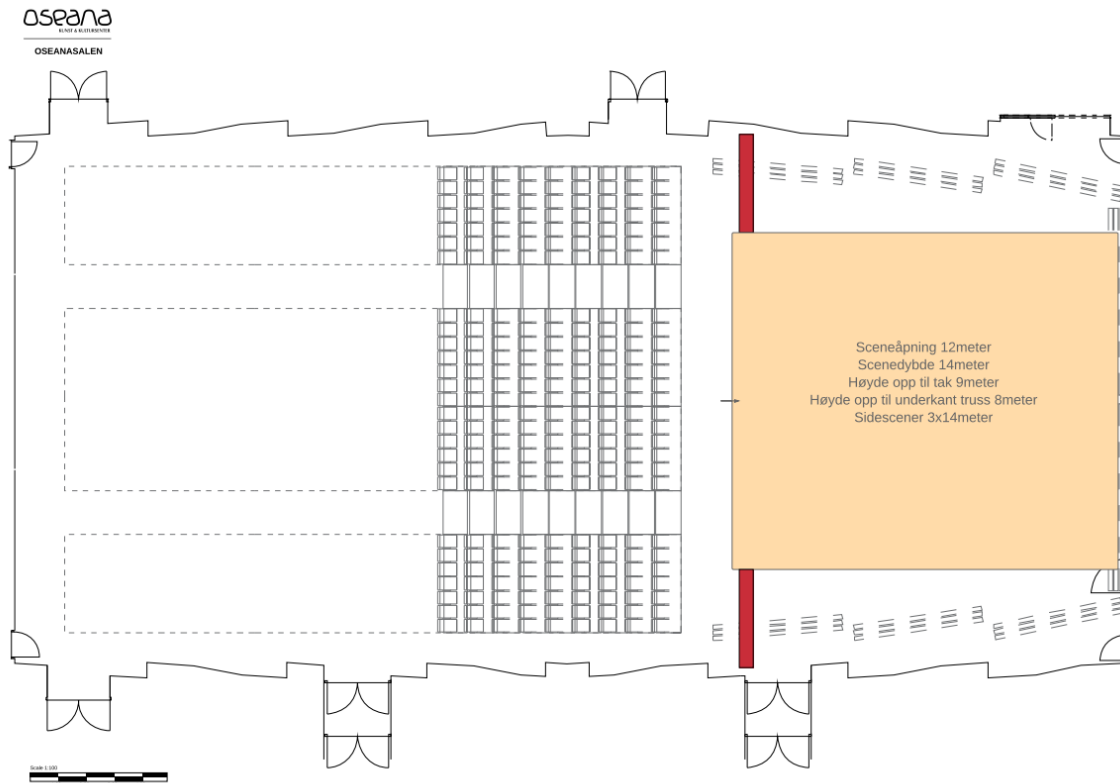 oseana
KUNST & KULTURSENTER
OSEANASALEN
Sceneåpning 12meter
Scenedybde 14meter
Høyde opp til tak 9meter
Høyde opp til underkant truss 8meter
Sidescener 3x14meter
Scale 1:100